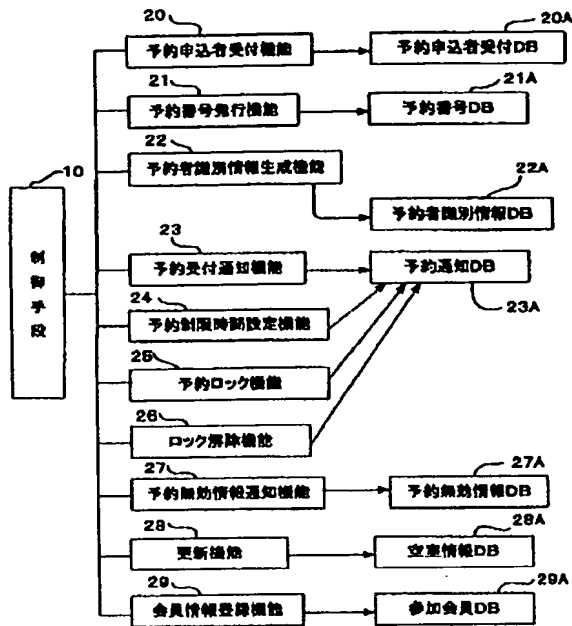 20
予約申込者受付機能
20A
予約申込者受付DB
21
予約番号発行機能
21A
予約番号DB
22
予約者識別情報生成機能
22A
予約者識別情報DB
10
制御手段
23
予約受付通知機能
予約通知DB
23A
24
予約制限時間設定機能
25
予約ロック機能
26
ロック解除機能
27
予約無効情報通知機能
27A
予約無効情報DB
28
更新機能
28A
空室情報DB
29
会員情報登録機能
29A
参加会員DB